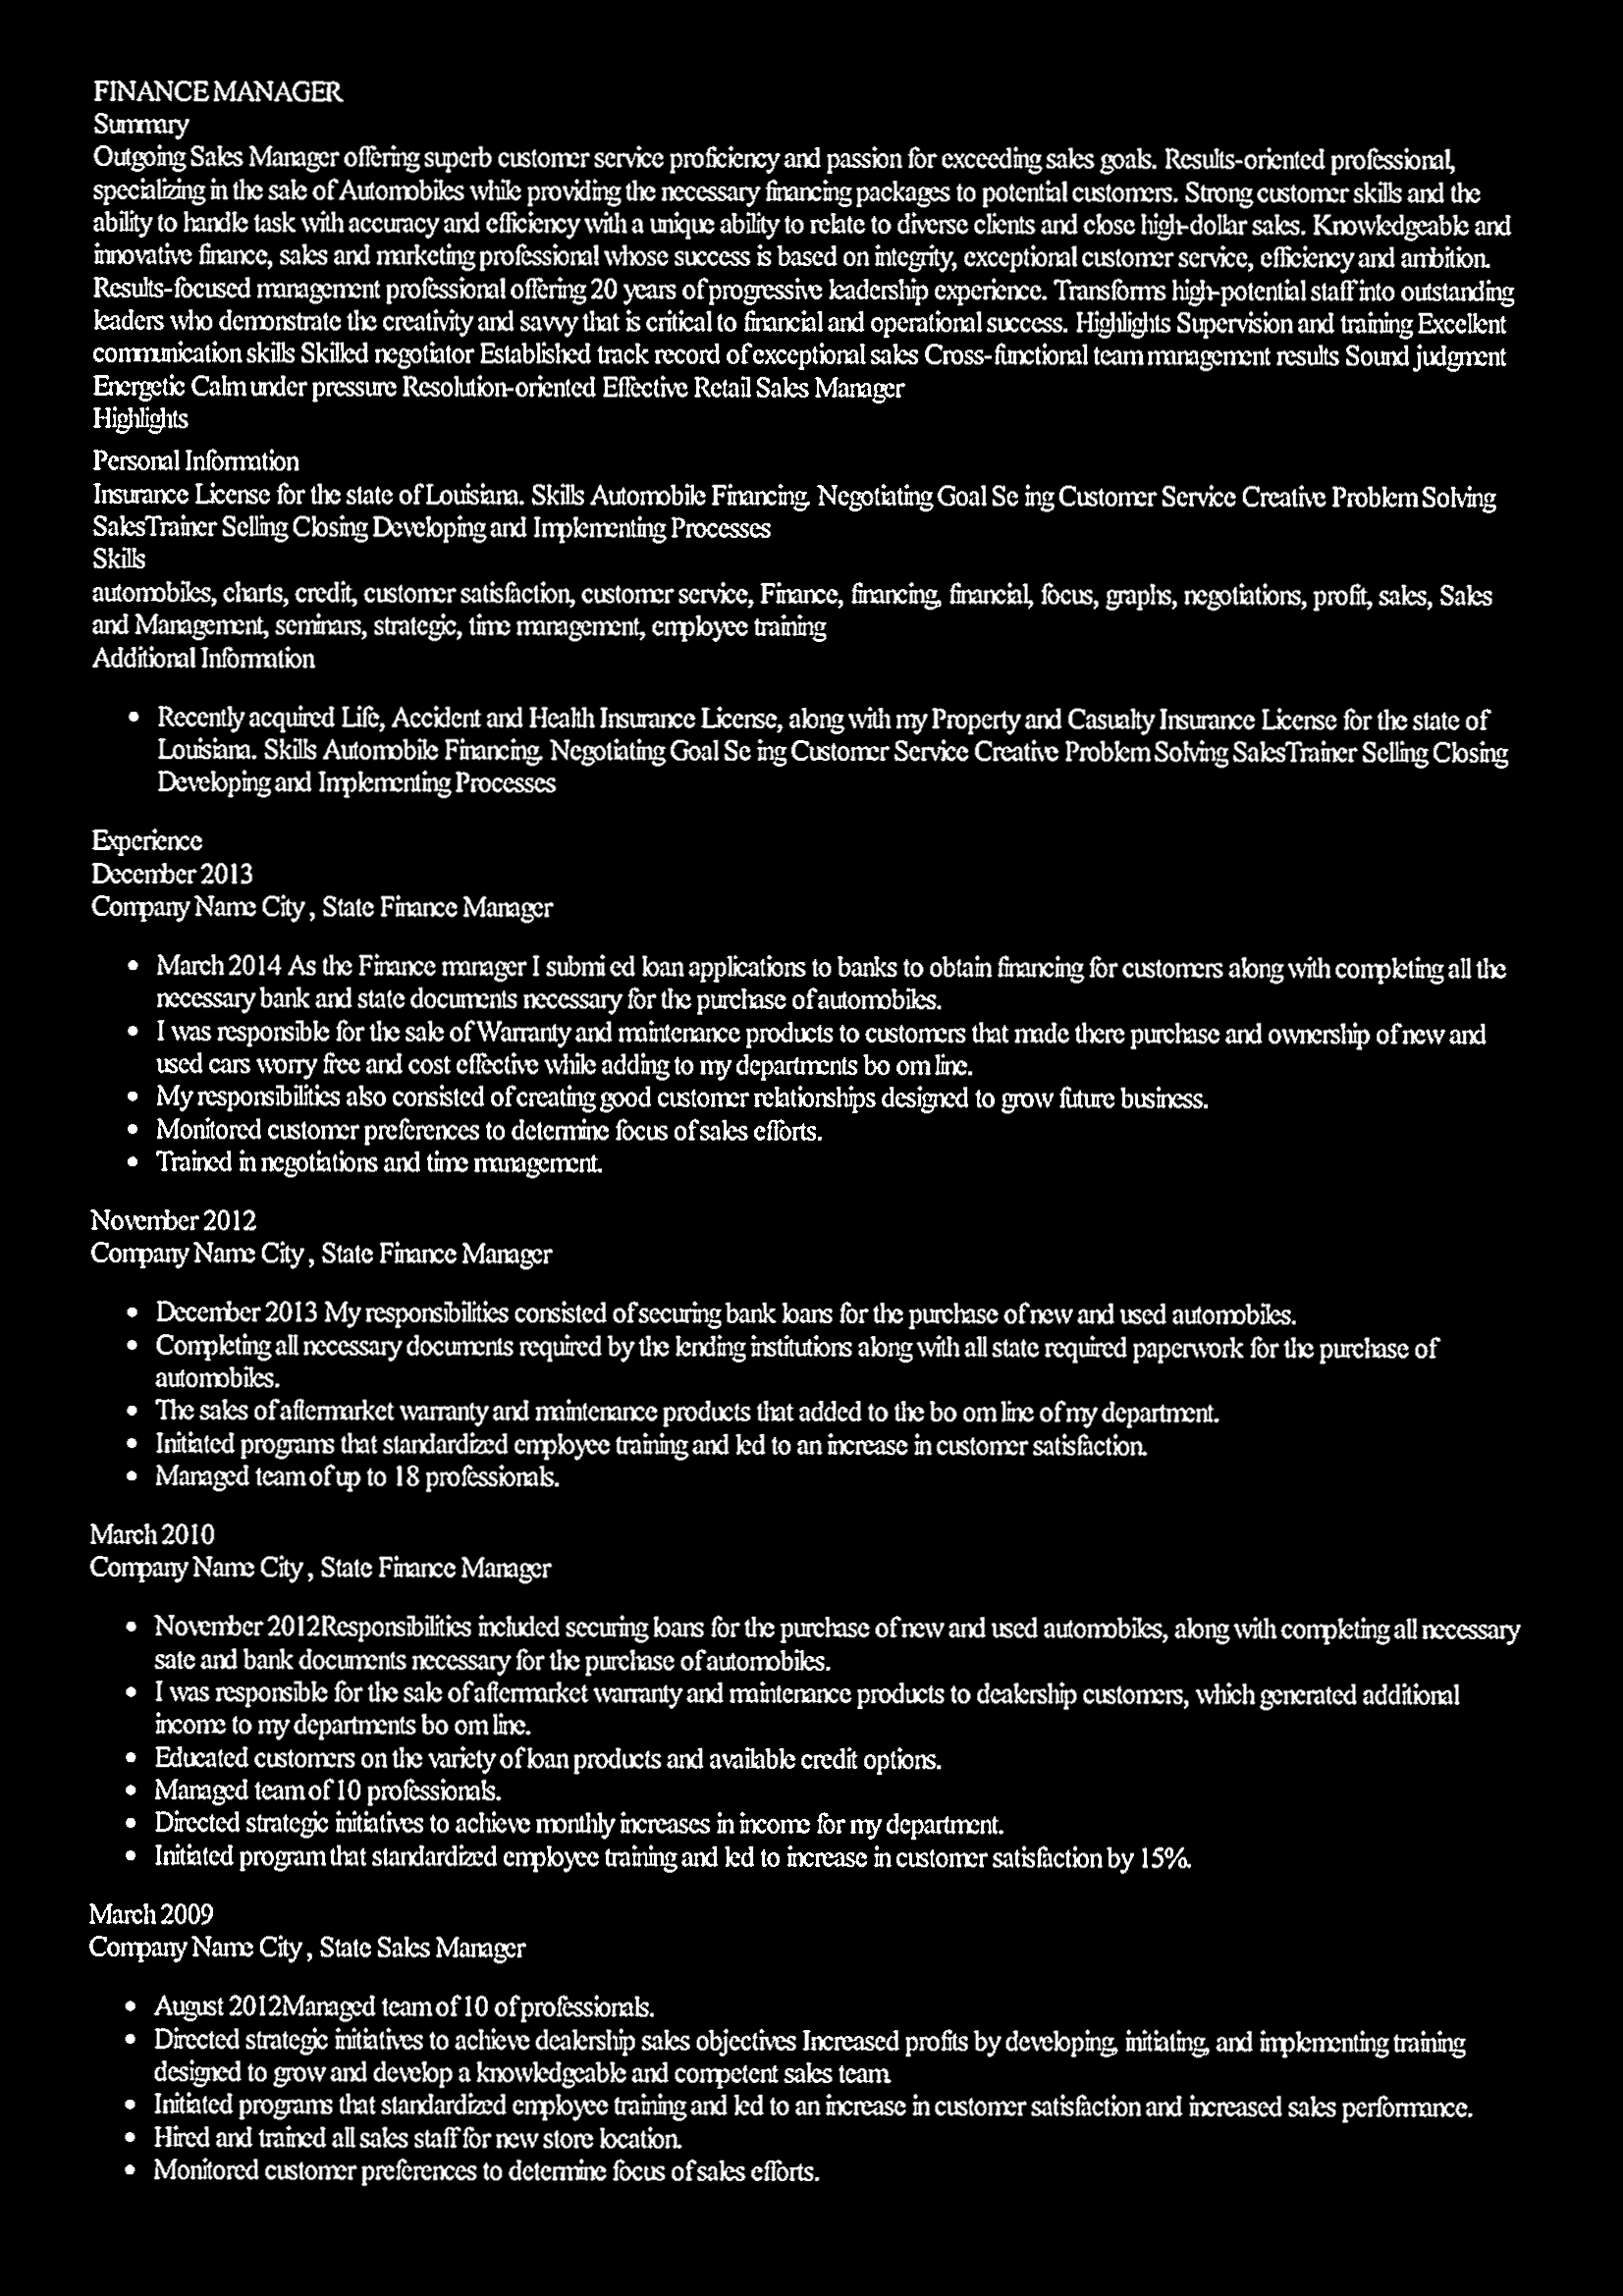 FINANCE MANAGER
Summary
Outgoing Sales Manager offering superb customer service proficiency and passion for exceeding sales goals. Results-oriented professional,
specializing in the sale of Automobiles while providing the necessary financing packages to potential customers. Strong customer skills and the
ability to handle task with accuracy and efficiency with a unique ability to relate to diverse clients and close high-dollar sales. Knowledgeable and
innovative finance, sales and marketing professional whose success is based on integrity, exceptional customer service, efficiency and ambition.
Results-focused management professional offering 20 years of progressive leadership experience. Transforms high-potential staff into outstanding
leaders who demonstrate the creativity and savvy that is critical to financial and operational success. Highlights Supervision and training Excellent
communication skills Skilled negotiator Established track record of exceptional sales Cross-functional team management results Sound judgment
Energetic Calm under pressure Resolution-oriented Effective Retail Sales Manager
Highlights
Personal Information
Insurance License for the state of Louisiana. Skills Automobile Financing, Negotiating Goal Se ing Customer Service Creative Problem Solving
SalesTrainer Selling Closing Developing and Implementing Processes
Skills
automobiles, charts, credit, customer satisfaction, customer service, Finance, financing, financial, focus, graphs, negotiations, profit, sales, Sales
and Management, seminars, strategic, time management, employee training
Additional Information
• Recently acquired Life, Accident and Health Insurance License, along with my Property and Casualty Insurance License for the state of
Louisiana. Skills Automobile Financing, Negotiating Goal Se ing Customer Service Creative Problem Solving SalesTrainer Selling Closing
Developing and Implementing Processes
Experience
December 2013
Company Name City , State Finance Manager
• March 2014 As the Finance manager I submi ed loan applications to banks to obtain financing for customers along with completing all the
necessary bank and state documents necessary for the purchase of automobiles.
• I was responsible for the sale of Warranty and maintenance products to customers that made there purchase and ownership of new and
used cars worry free and cost effective while adding to my departments bo om line.
• My responsibilities also consisted of creating good customer relationships designed to grow future business.
• Monitored customer preferences to determine focus of sales efforts.
• Trained in negotiations and time management.
November 2012
Company Name City , State Finance Manager
• December 2013 My responsibilities consisted of securing bank loans for the purchase of new and used automobiles.
• Completing all necessary documents required by the lending institutions along with all state required paperwork for the purchase of
automobiles.
• The sales of aftermarket warranty and maintenance products that added to the bo om line of my department.
• Initiated programs that standardized employee training and led to an increase in customer satisfaction.
• Managed team of up to 18 professionals.
March 2010
Company Name City , State Finance Manager
• November 2012Responsibilities included securing loans for the purchase of new and used automobiles, along with completing all necessary
sate and bank documents necessary for the purchase of automobiles.
• I was responsible for the sale of aftermarket warranty and maintenance products to dealership customers, which generated additional
income to my departments bo om line.
• Educated customers on the variety of loan products and available credit options.
• Managed team of 10 professionals.
• Directed strategic initiatives to achieve monthly increases in income for my department.
• Initiated program that standardized employee training and led to increase in customer satisfaction by 15%.
March 2009
Company Name City , State Sales Manager
• August 2012Managed team of 10 of professionals.
• Directed strategic initiatives to achieve dealership sales objectives Increased profits by developing, initiating, and implementing training
designed to grow and develop a knowledgeable and competent sales team.
• Initiated programs that standardized employee training and led to an increase in customer satisfaction and increased sales performance.
• Hired and trained all sales staff for new store location.
• Monitored customer preferences to determine focus of sales efforts.